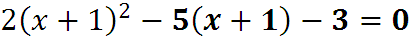 2(x + 1)² − 5(x + 1) − 3 = 0